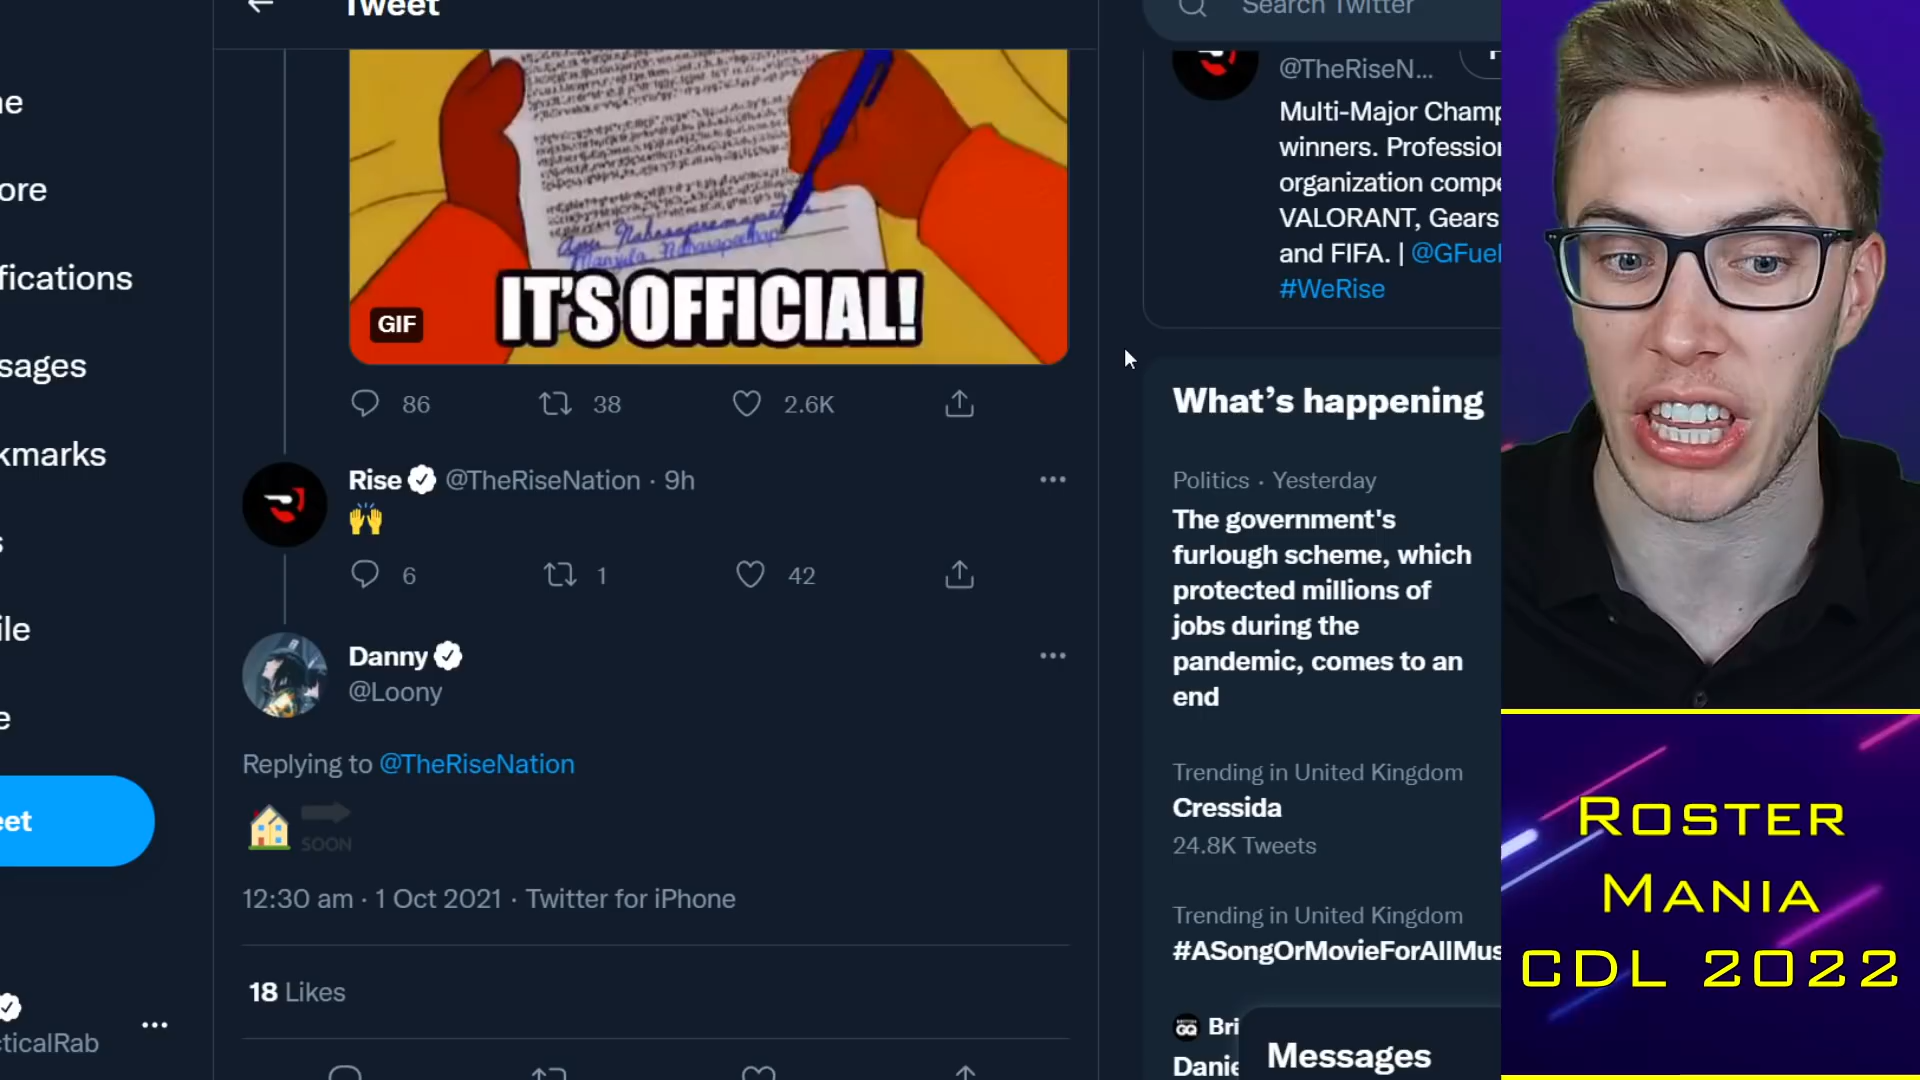 Tweet
Search Twitter
ne
ore
fications
sages
kmarks
s
ile
e
eet
cticalRab
IT'S OFFICIAL!
GIF
86 38 2.6K
Rise @TheRiseNation · 9h
🙌
6 1 42
Danny
@Loony
Replying to @TheRiseNation
SOON
12:30 am · 1 Oct 2021 · Twitter for iPhone
18 Likes
@TheRiseN...
Multi-Major Champ
winners. Profession
organization compe
VALORANT, Gears
and FIFA. | @GFuel
#WeRise
What's happening
Politics · Yesterday
The government's
furlough scheme, which
protected millions of
jobs during the
pandemic, comes to an
end
Trending in United Kingdom
Cressida
24.8K Tweets
Trending in United Kingdom
#ASongOrMovieForAllMus
GQ Bri
Danie
Messages
ROSTER
MANIA
CDL 2022